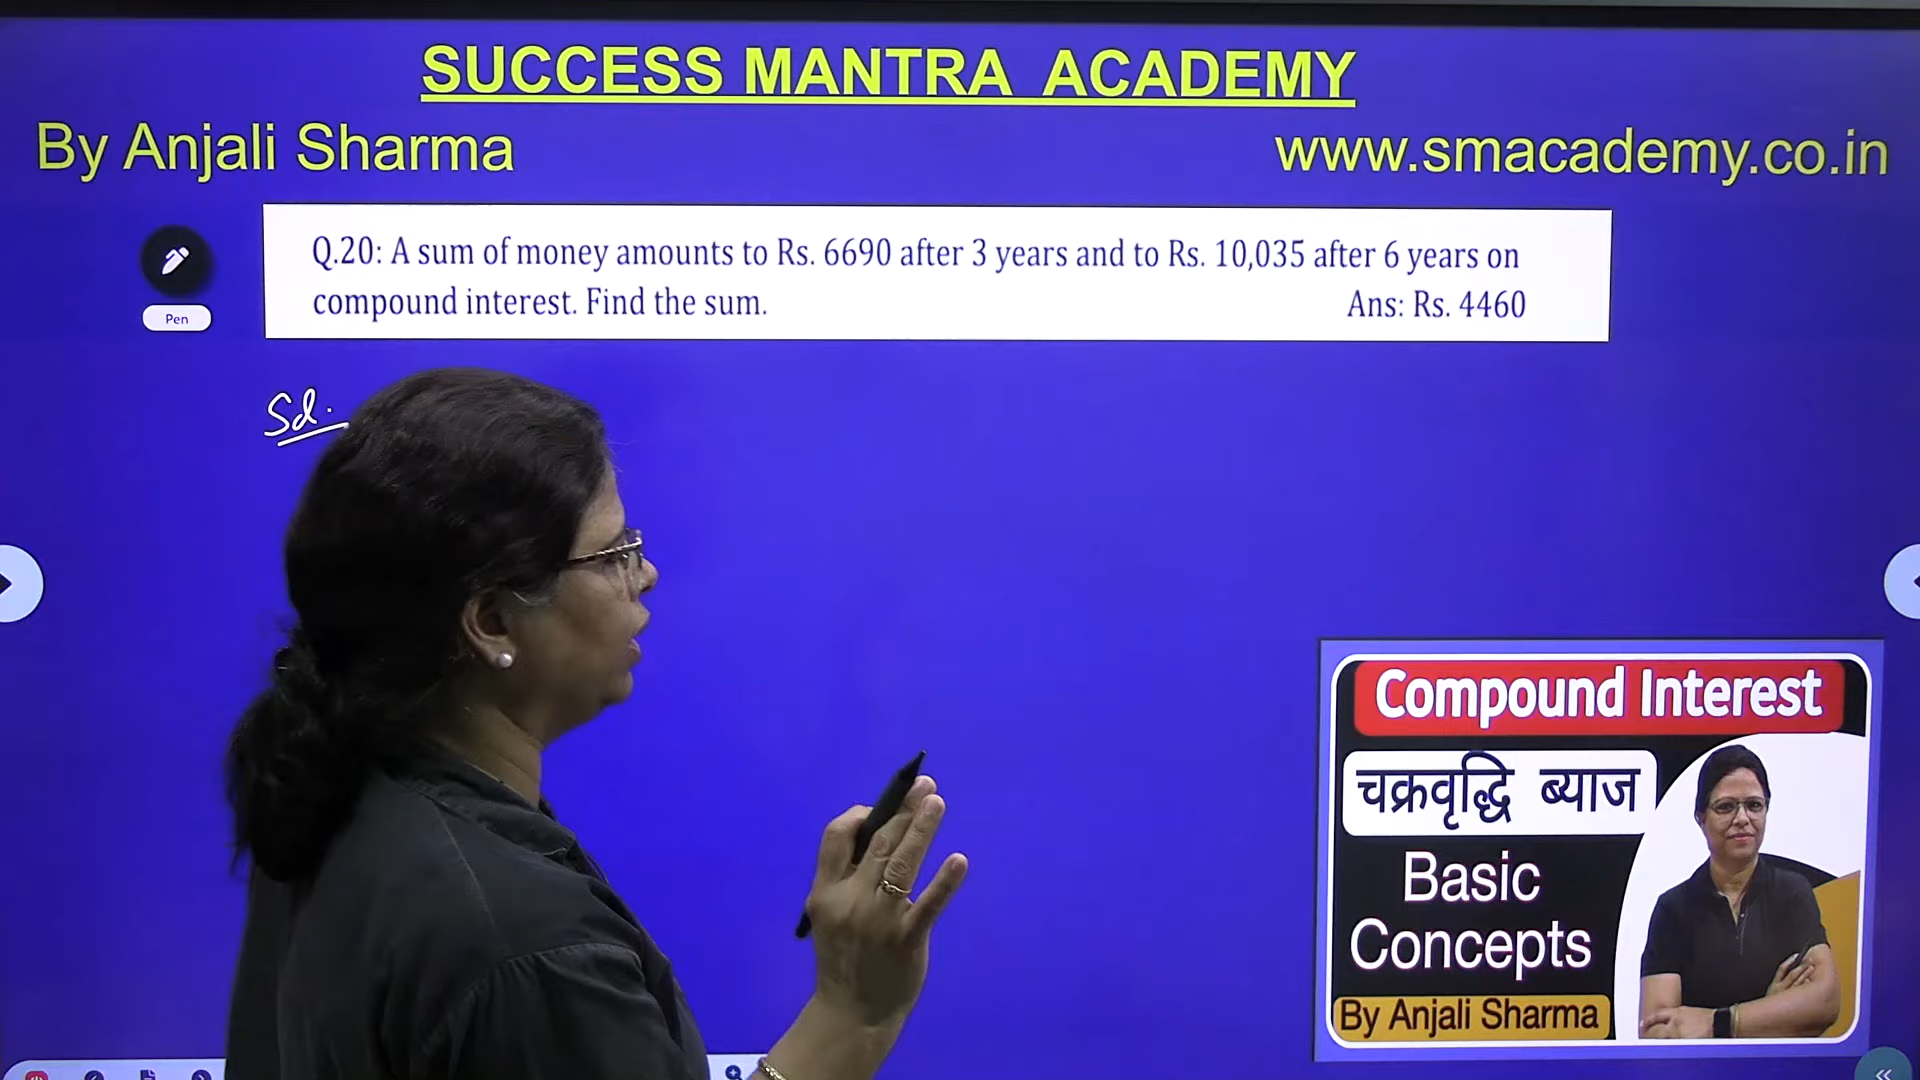 SUCCESS MANTRA ACADEMY
By Anjali Sharma
www.smacademy.co.in
Pen
Q.20: A sum of money amounts to Rs. 6690 after 3 years and to Rs. 10,035 after 6 years on
compound interest. Find the sum. Ans: Rs. 4460
Sol.
Compound Interest
चक्रवृद्धि ब्याज
Basic
Concepts
By Anjali Sharma